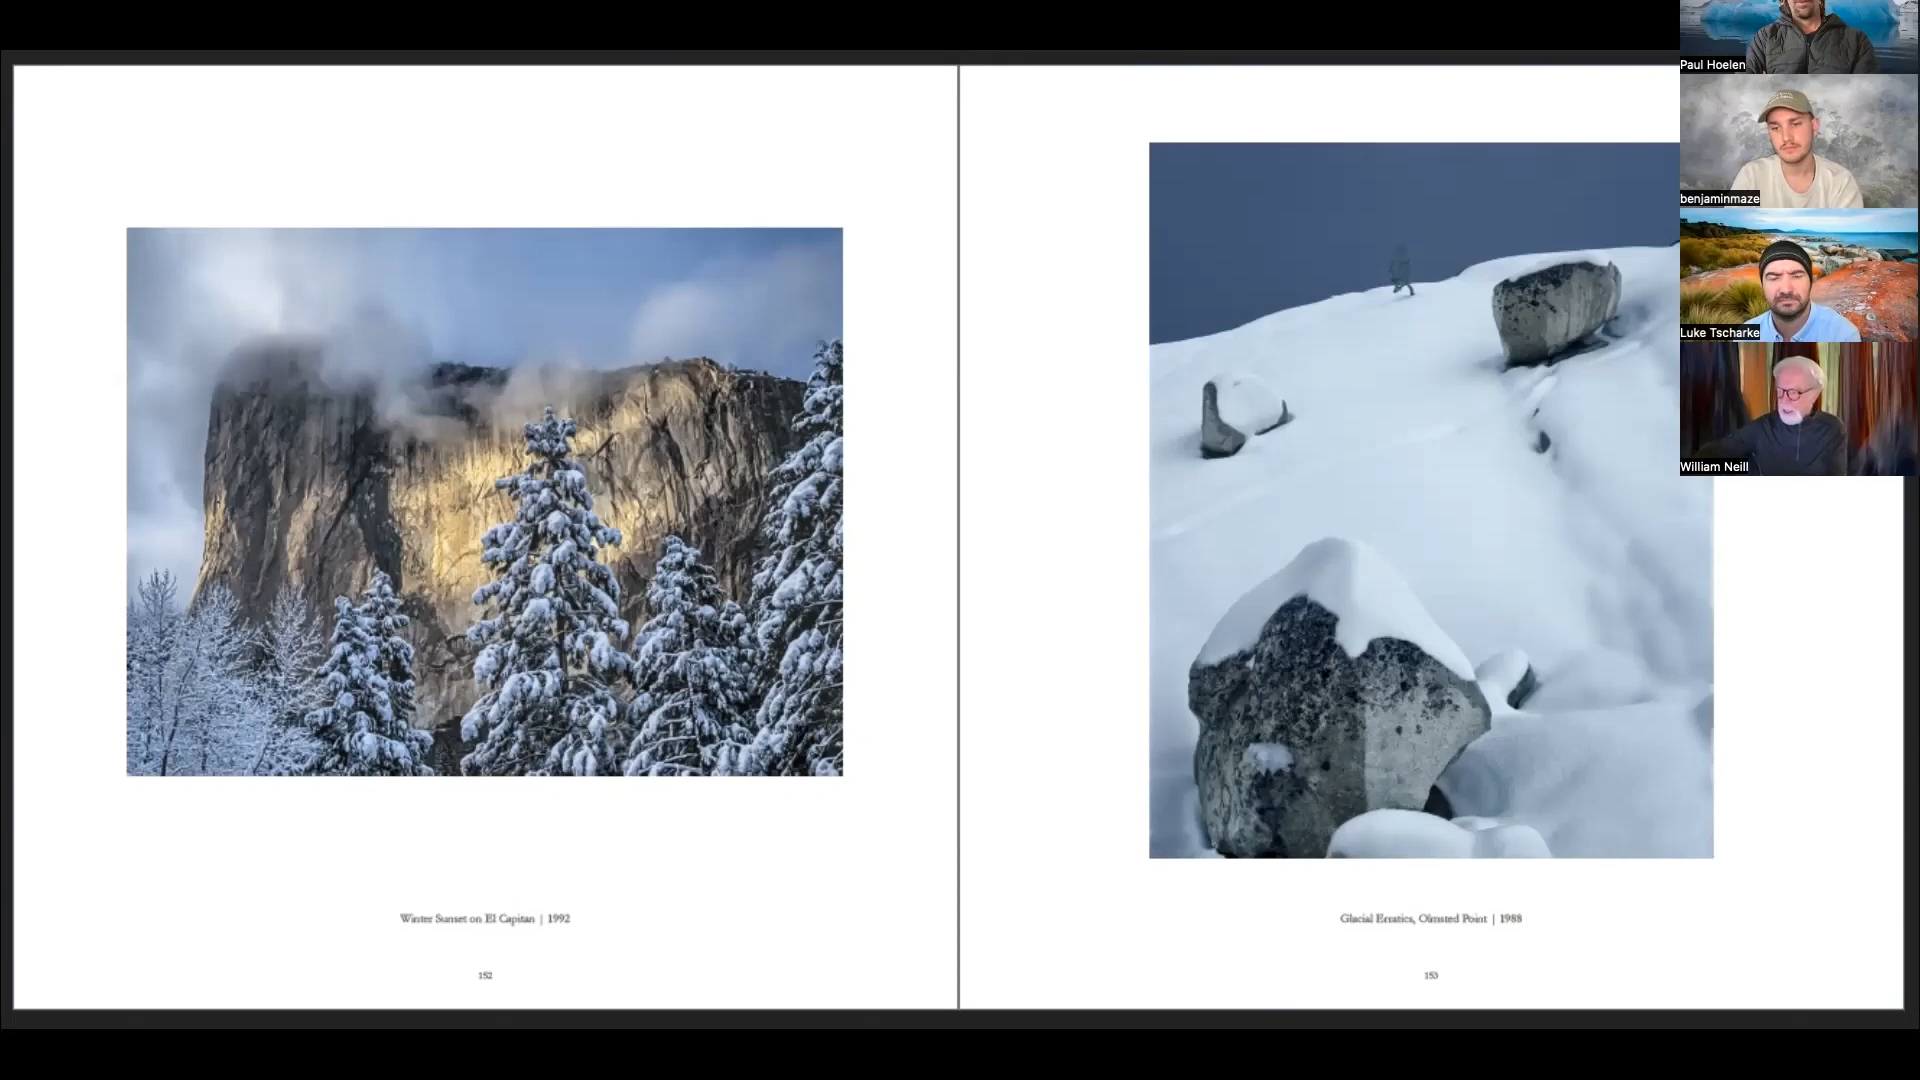 Paul Hoelen
benjaminmaze
Luke Tscharke
William Neill
Winter Sunset on El Capitan | 1992
Glacial Erratics, Olmsted Point | 1988
152
153